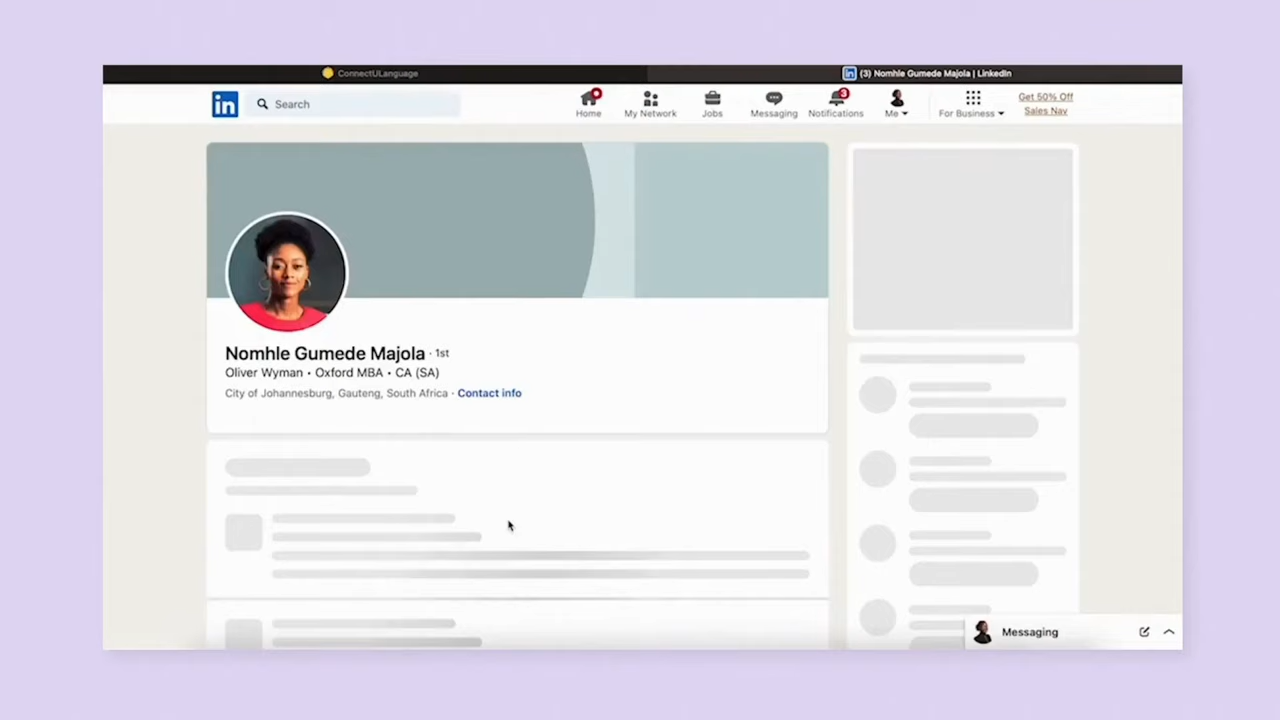 ConnectULanguage
(3) Nomhle Gumede Majola | LinkedIn
in
Search
Home
My Network
Jobs
Messaging
3
Notifications
Me
For Business
Get 50% Off
Sales Nav
Nomhle Gumede Majola · 1st
Oliver Wyman • Oxford MBA • CA (SA)
City of Johannesburg, Gauteng, South Africa · Contact info
Messaging